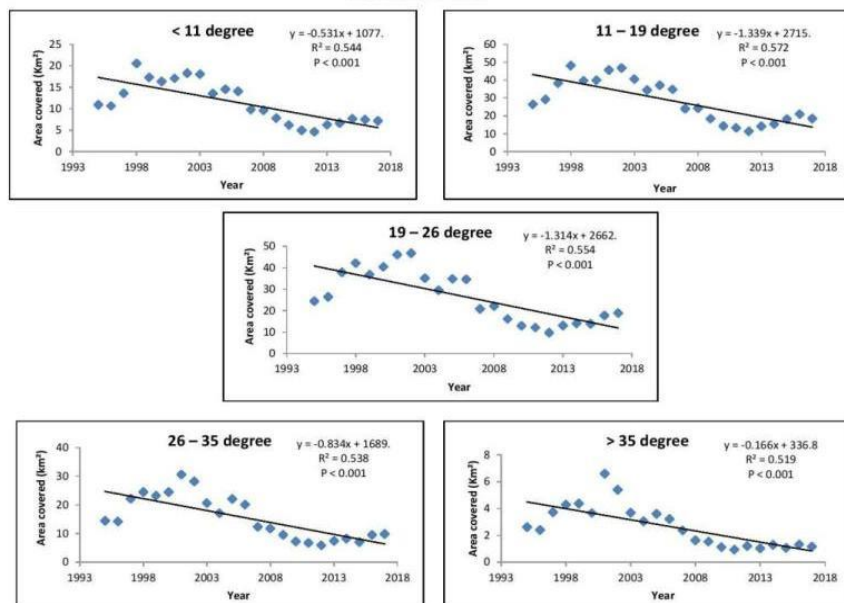 < 11 degree
y = -0.531x + 1077.
R² = 0.544
P < 0.001
Area covered (Km²)
25
20
15
10
5
0
1993 1998 2003 2008 2013 2018
Year
11 – 19 degree
y = -1.339x + 2715.
R² = 0.572
P < 0.001
Area covered (Km²)
60
50
40
30
20
10
0
1993 1998 2003 2008 2013 2018
Year
19 – 26 degree
y = -1.314x + 2662.
R² = 0.554
P < 0.001
Area covered (Km²)
50
40
30
20
10
0
1993 1998 2003 2008 2013 2018
Year
26 – 35 degree
y = -0.834x + 1689.
R² = 0.538
P < 0.001
Area covered (km²)
40
30
20
10
0
1993 1998 2003 2008 2013 2018
Year
> 35 degree
y = -0.166x + 336.8
R² = 0.519
P < 0.001
Area covered (km²)
8
6
4
2
0
1993 1998 2003 2008 2013 2018
Year